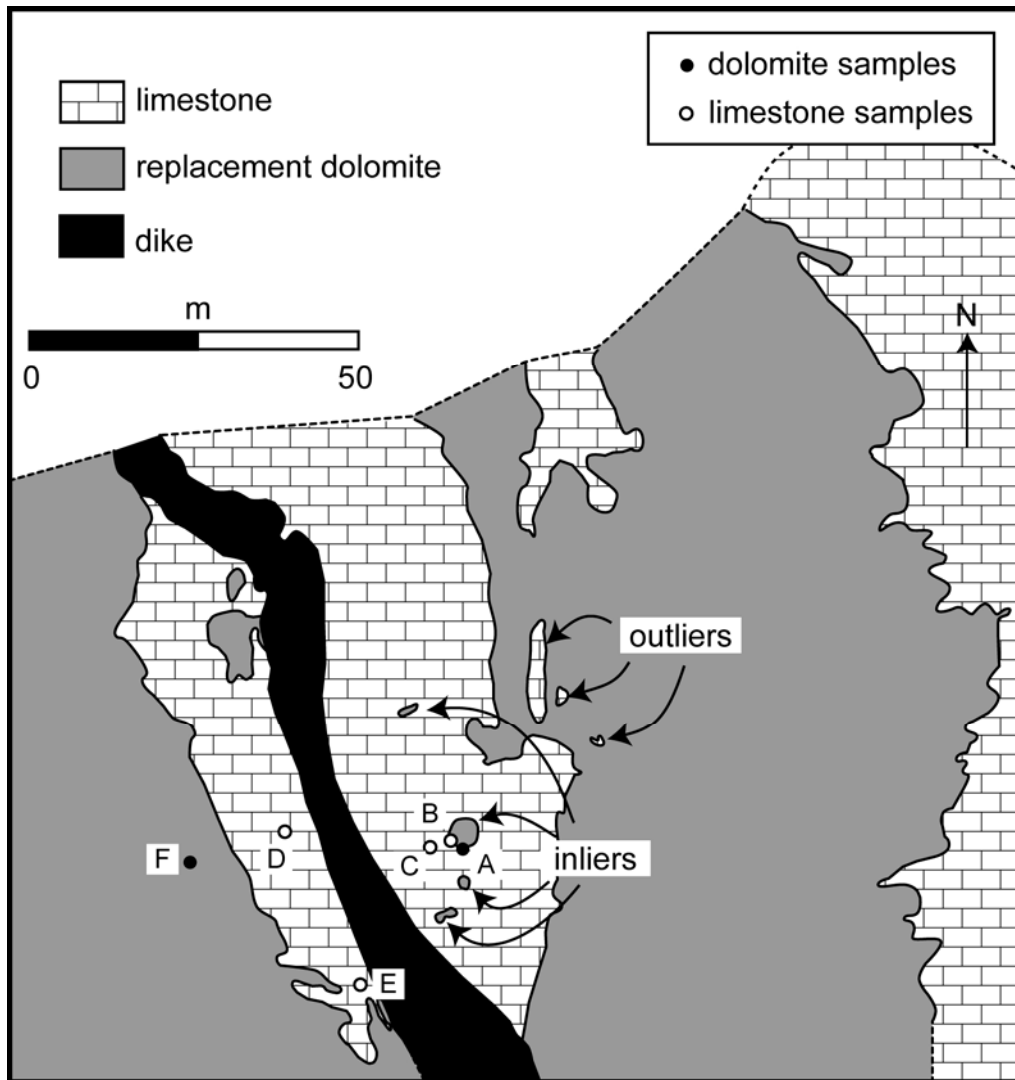 dolomite samples
limestone samples
limestone
replacement dolomite
dike
m
0 50
N
outliers
B
F
D
C
A
inliers
E